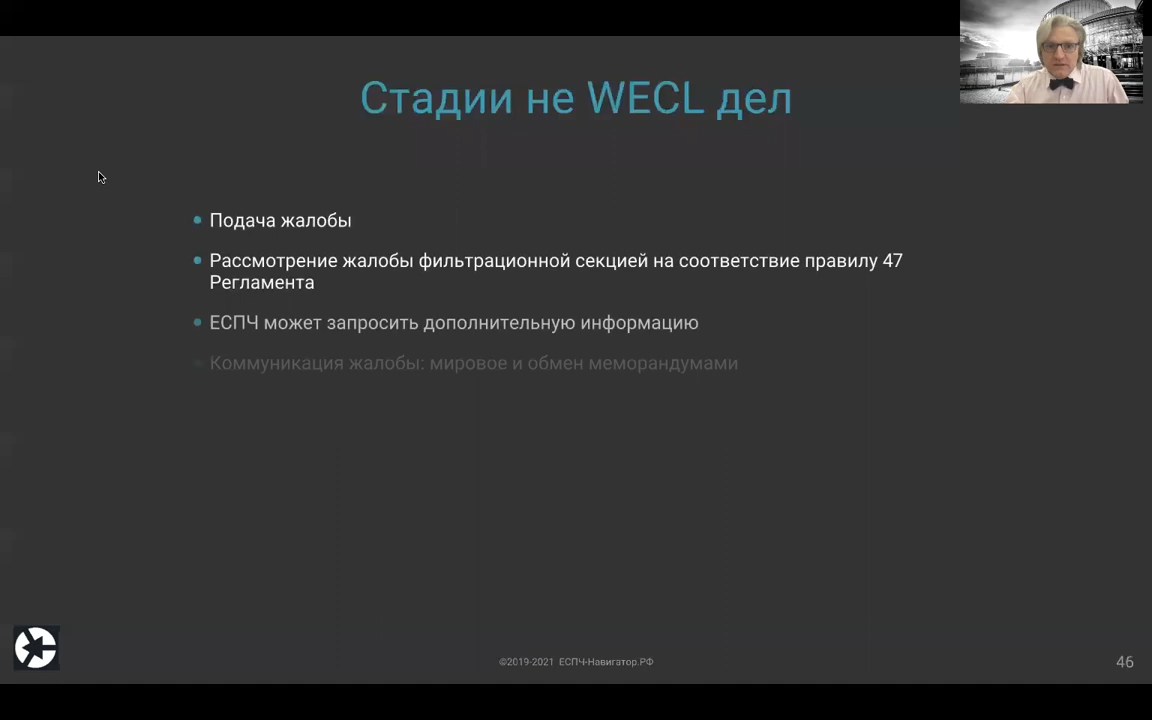 Стадии не WECL дел
Подача жалобы
Рассмотрение жалобы фильтрационной секцией на соответствие правилу 47
Регламента
ЕСПЧ может запросить дополнительную информацию
Коммуникация жалобы: мировое и обмен меморандумами
©2019-2021 ЕСПЧ-Навигатор.РФ
46